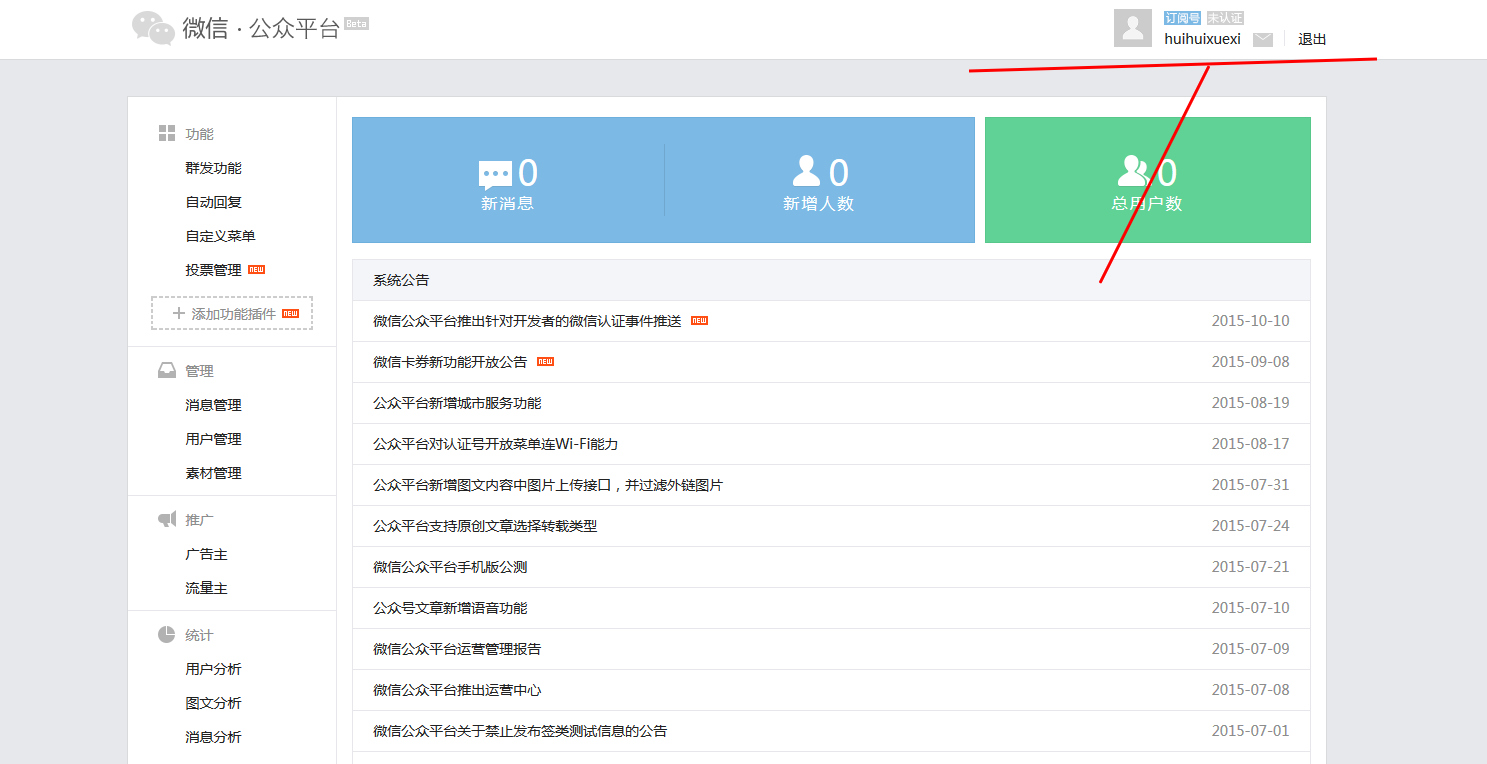 微信 · 公众平台 Beta
订阅号 未认证
huihuixuexi 退出
功能
群发功能
自动回复
自定义菜单
投票管理 NEW
+ 添加功能插件 NEW
管理
消息管理
用户管理
素材管理
推广
广告主
流量主
统计
用户分析
图文分析
消息分析
0
新消息
0
新增人数
0
总用户数
系统公告
微信公众平台推出针对开发者的微信认证事件推送 NEW 2015-10-10
微信卡券新功能开放公告 NEW 2015-09-08
公众平台新增城市服务功能 2015-08-19
公众平台对认证号开放菜单连Wi-Fi能力 2015-08-17
公众平台新增图文内容中图片上传接口，并过滤外链图片 2015-07-31
公众平台支持原创文章选择转载类型 2015-07-24
微信公众平台手机版公测 2015-07-21
公众号文章新增语音功能 2015-07-10
微信公众平台运营管理报告 2015-07-09
微信公众平台推出运营中心 2015-07-08
微信公众平台关于禁止发布签类测试信息的公告 2015-07-01